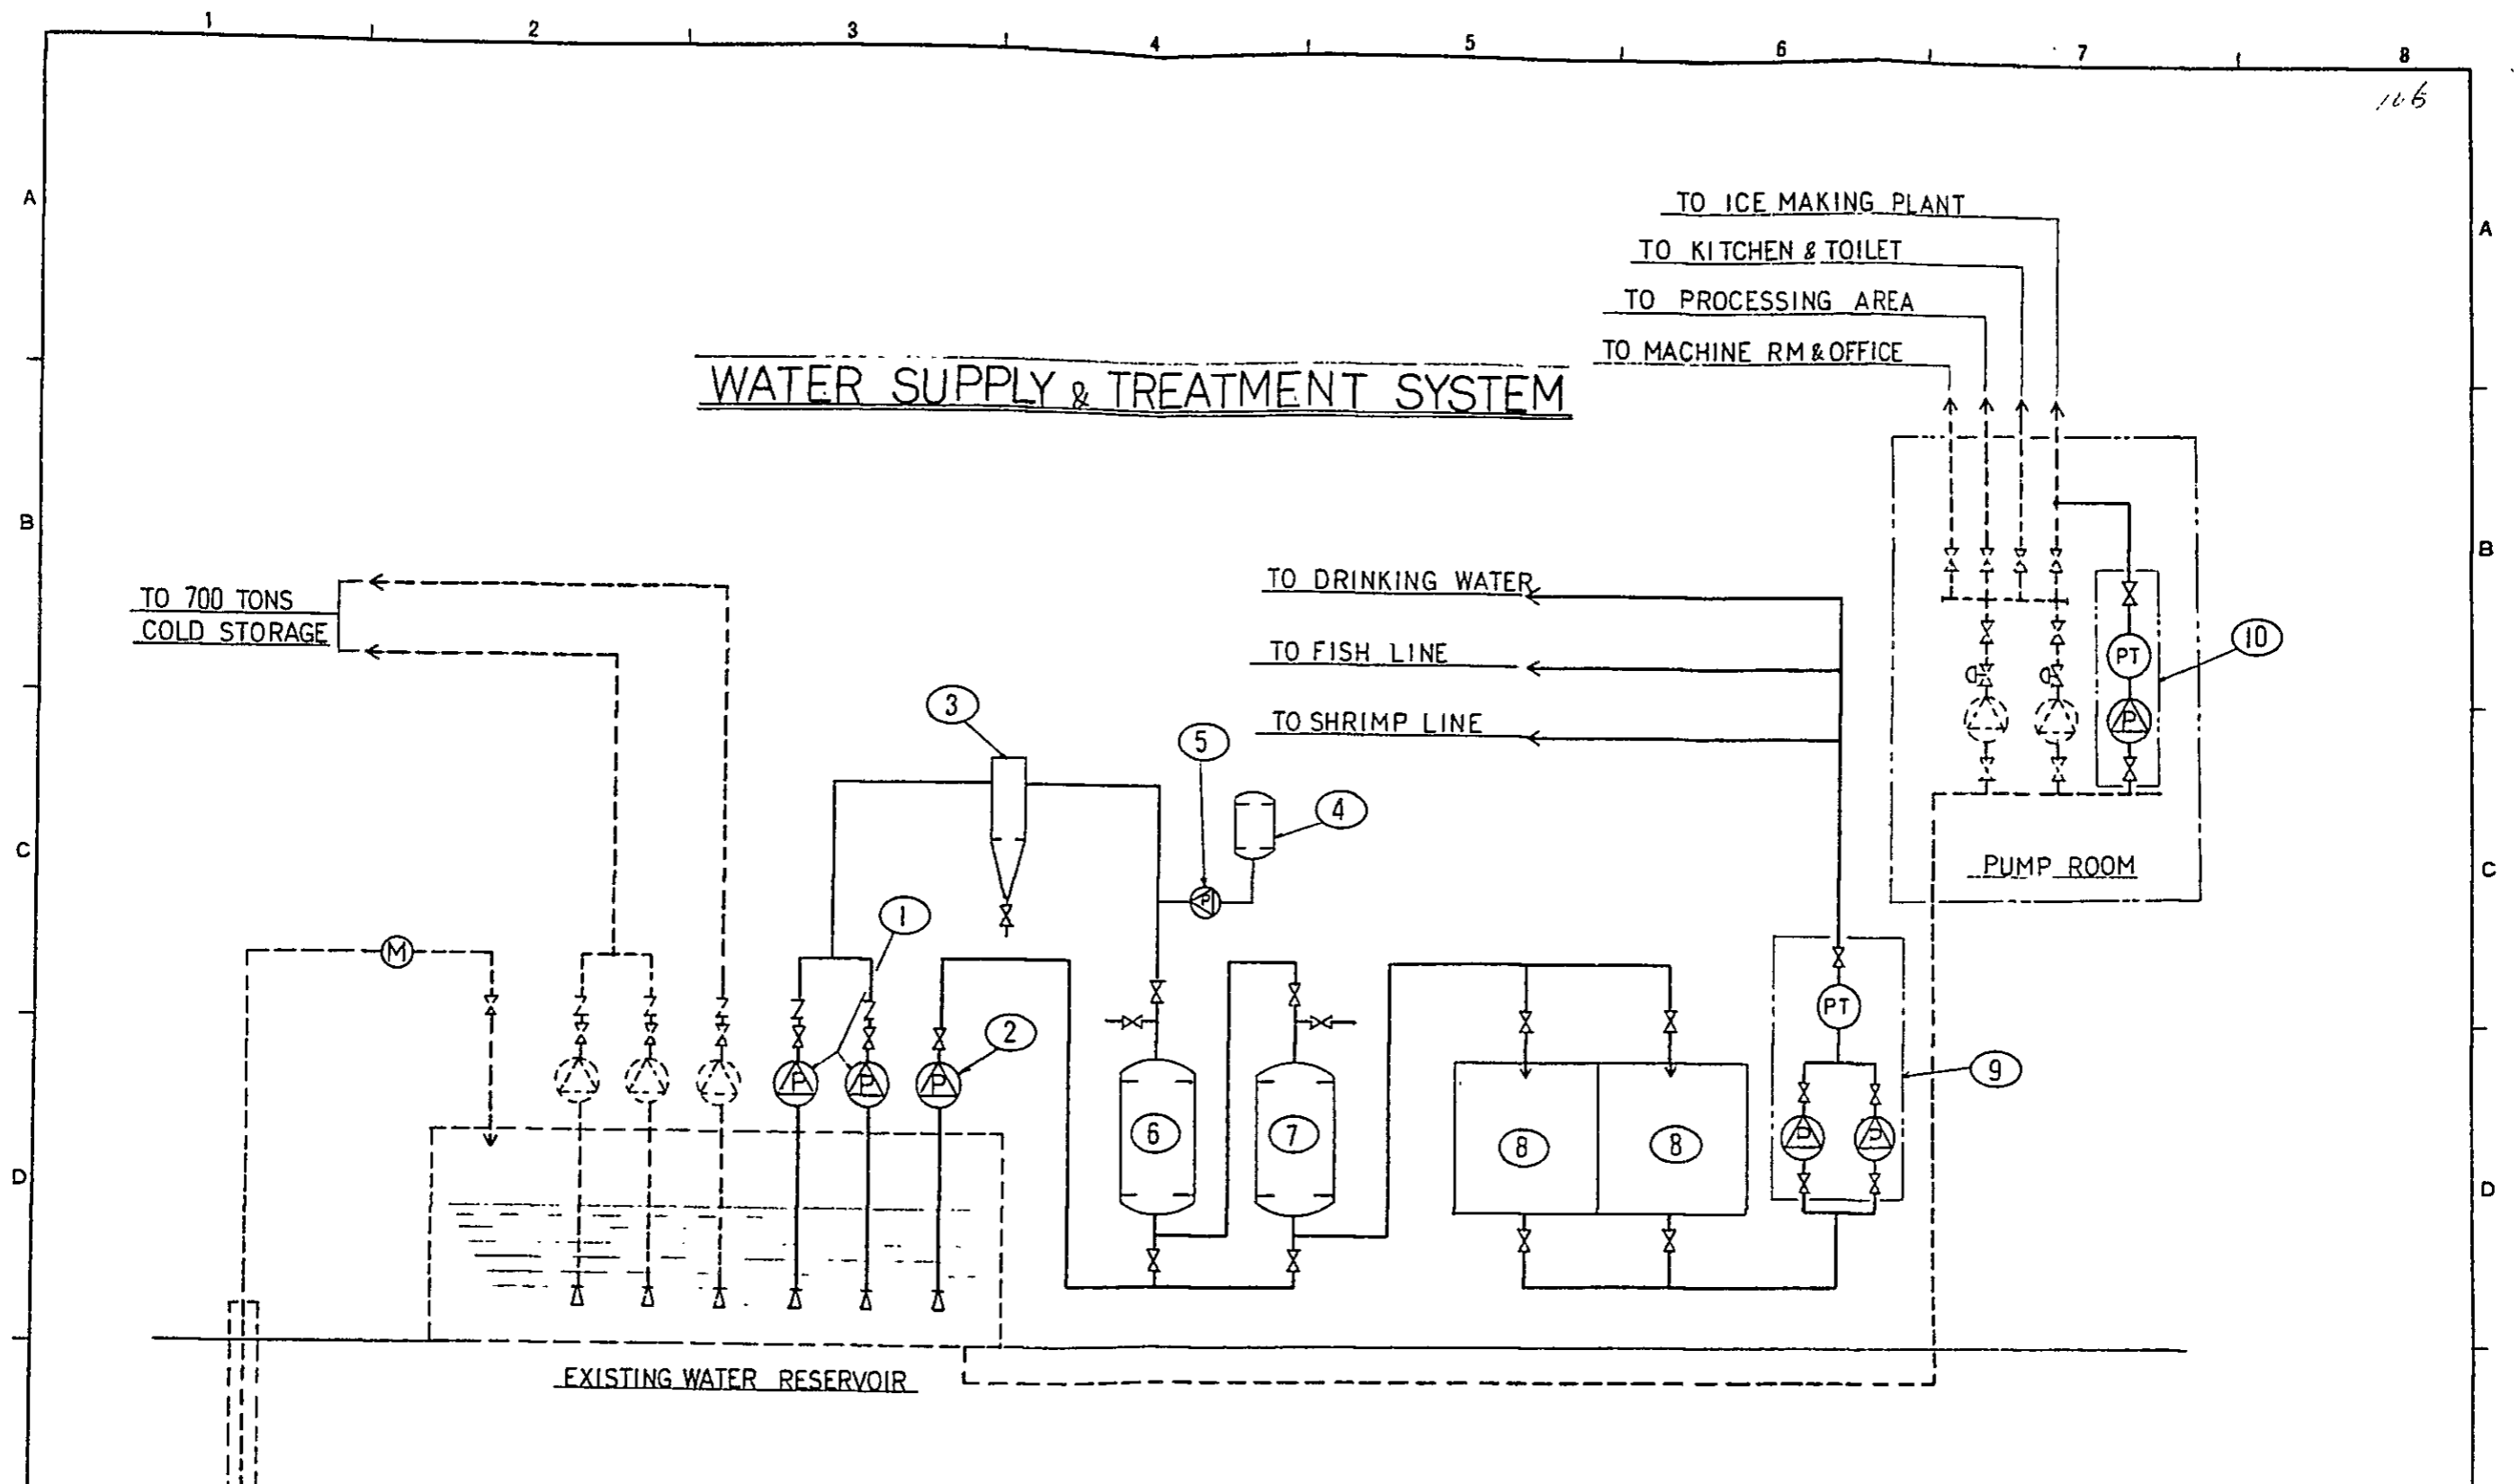 1 2 3 4 5 6 7 8
A
A
TO ICE MAKING PLANT
TO KITCHEN & TOILET
TO PROCESSING AREA
TO MACHINE RM & OFFICE
WATER SUPPLY & TREATMENT SYSTEM
B
B
TO 700 TONS
COLD STORAGE
TO DRINKING WATER
TO FISH LINE
TO SHRIMP LINE
10
PT
P
3
5
4
P
C
C
PUMP ROOM
1
M
PT
2
9
P
P
P
6
7
8
8
P
P
D
D
EXISTING WATER RESERVOIR